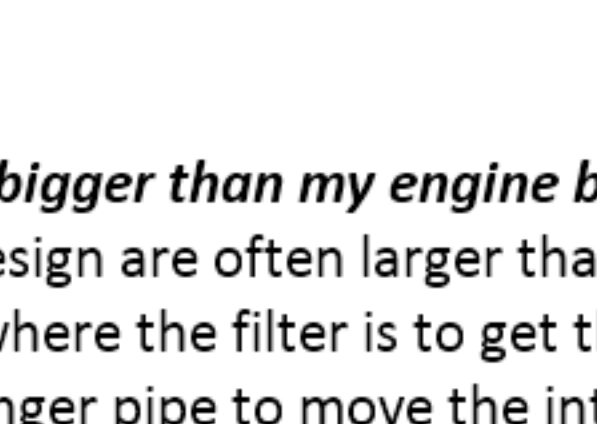 bigger than my engine b
esign are often larger tha
where the filter is to get t
nger pipe to move the int